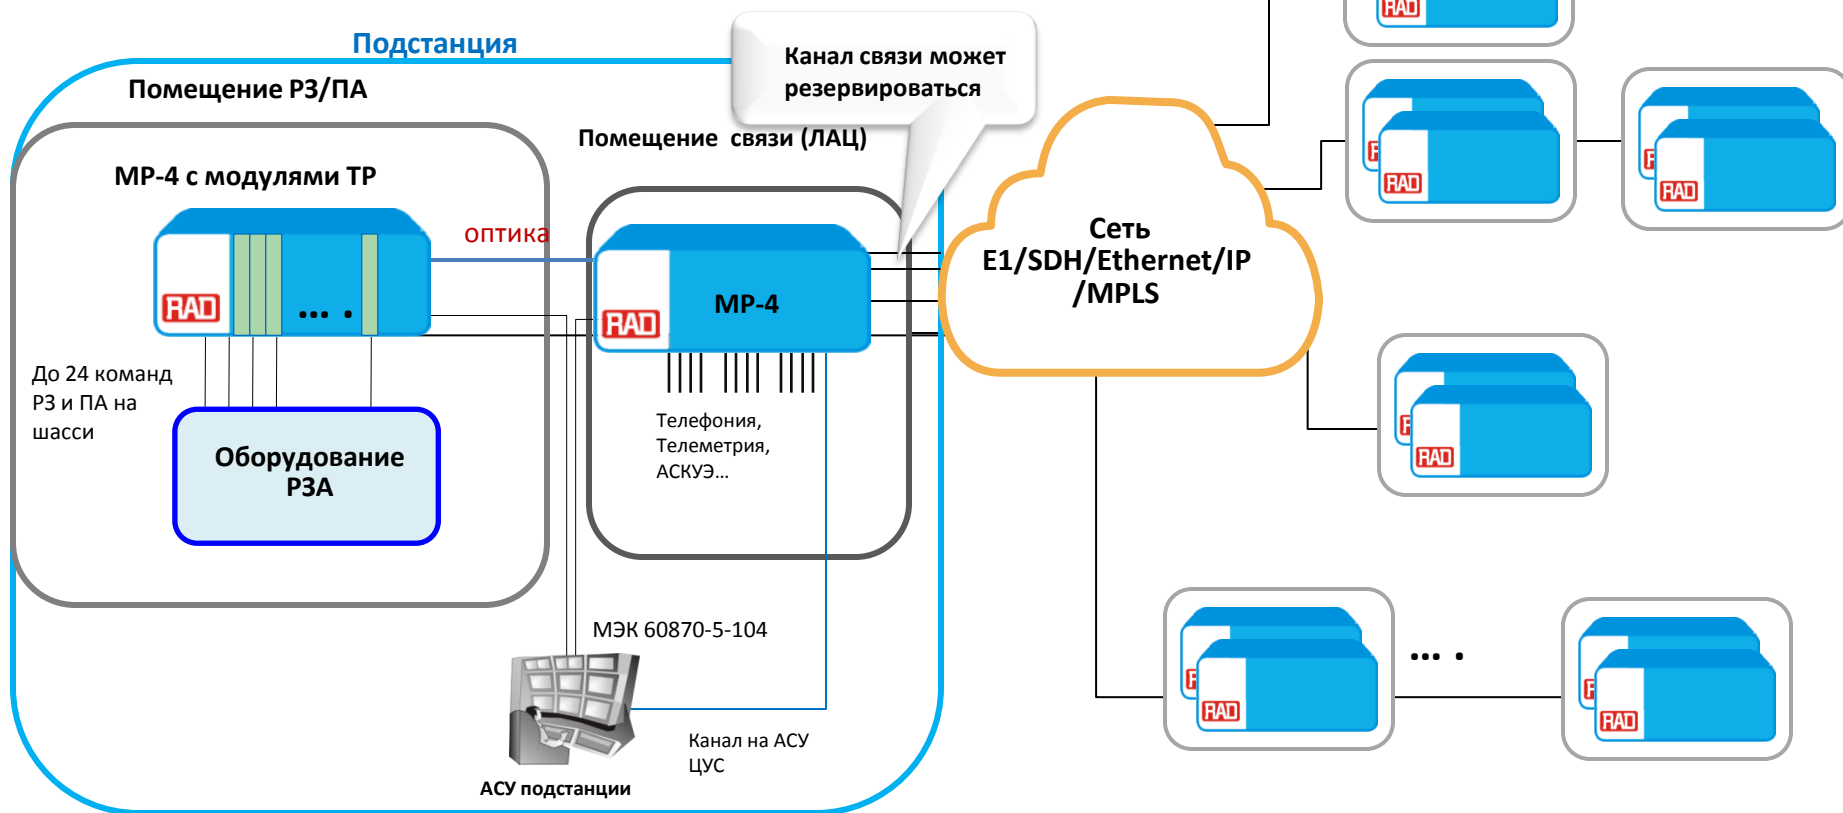 Подстанция
Канал связи может
резервироваться
Помещение РЗ/ПА
Помещение связи (ЛАЦ)
МР-4 с модулями ТР
оптика
RAD
... .
RAD
МР-4
Сеть
E1/SDH/Ethernet/IP
/MPLS
До 24 команд
РЗ и ПА на
шасси
Оборудование
РЗА
Телефония,
Телеметрия,
АСКУЭ...
МЭК 60870-5-104
Канал на АСУ
ЦУС
АСУ подстанции
RAD
RAD
RAD
RAD
RAD
... .
RAD